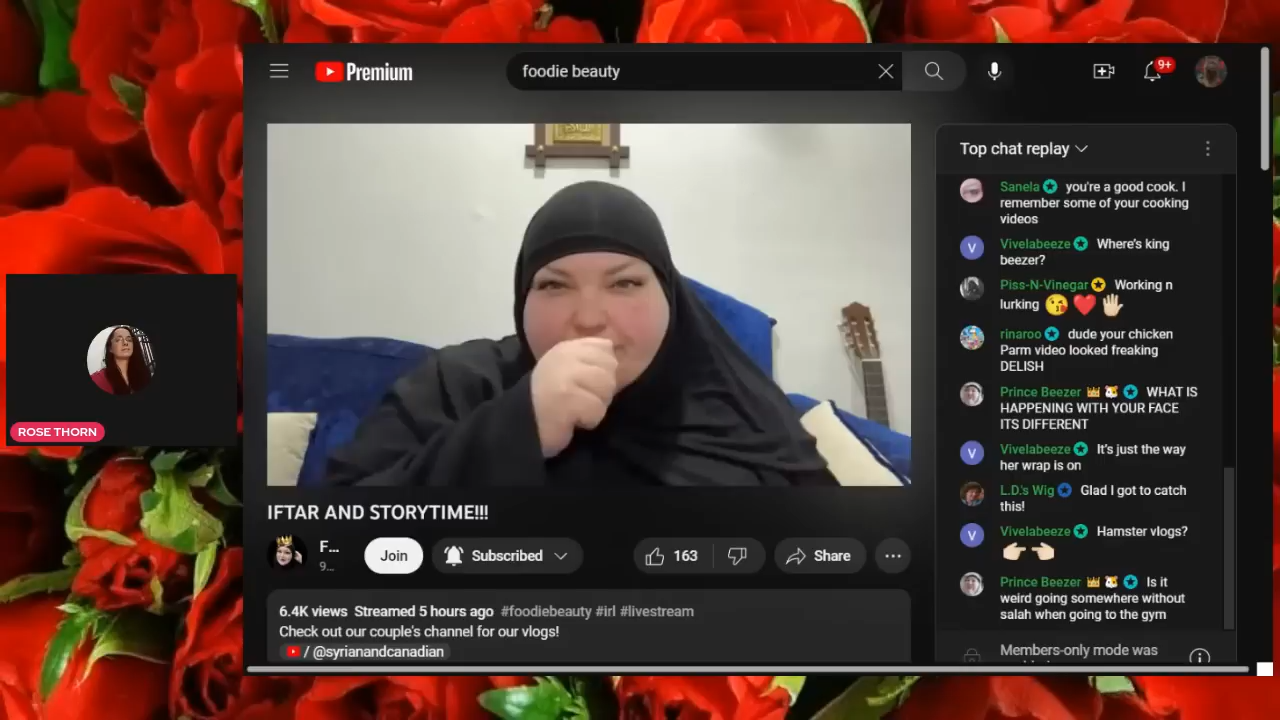 Premium
foodie beauty
9+
Top chat replay
Sanela you're a good cook. I
remember some of your cooking
videos
V Vivelabeeze Where's king
beezer?
Piss-N-Vinegar Working n
lurking
rinaroo dude your chicken
Parm video looked freaking
DELISH
Prince Beezer WHAT IS
HAPPENING WITH YOUR FACE
ITS DIFFERENT
V Vivelabeeze It's just the way
her wrap is on
L.D.'s Wig Glad I got to catch
this!
V Vivelabeeze Hamster vlogs?
Prince Beezer Is it
weird going somewhere without
salah when going to the gym
Members-only mode was
ROSE THORN
IFTAR AND STORYTIME!!!
F...
9...
Join
Subscribed
163
Share
6.4K views Streamed 5 hours ago #foodiebeauty #irl #livestream
Check out our couple's channel for our vlogs!
/ @syrianandcanadian